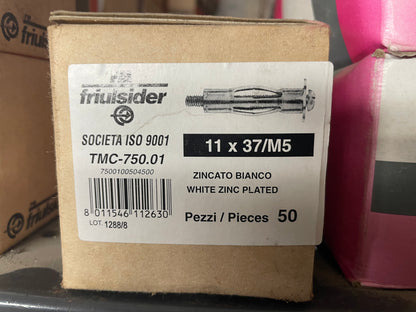 friulsider
friulsider
SOCIETA ISO 9001
TMC-750.01
7500100504500
8 011546 112630
LOT. 1288/8
11 x 37/M5
ZINCATO BIANCO
WHITE ZINC PLATED
Pezzi / Pieces 50